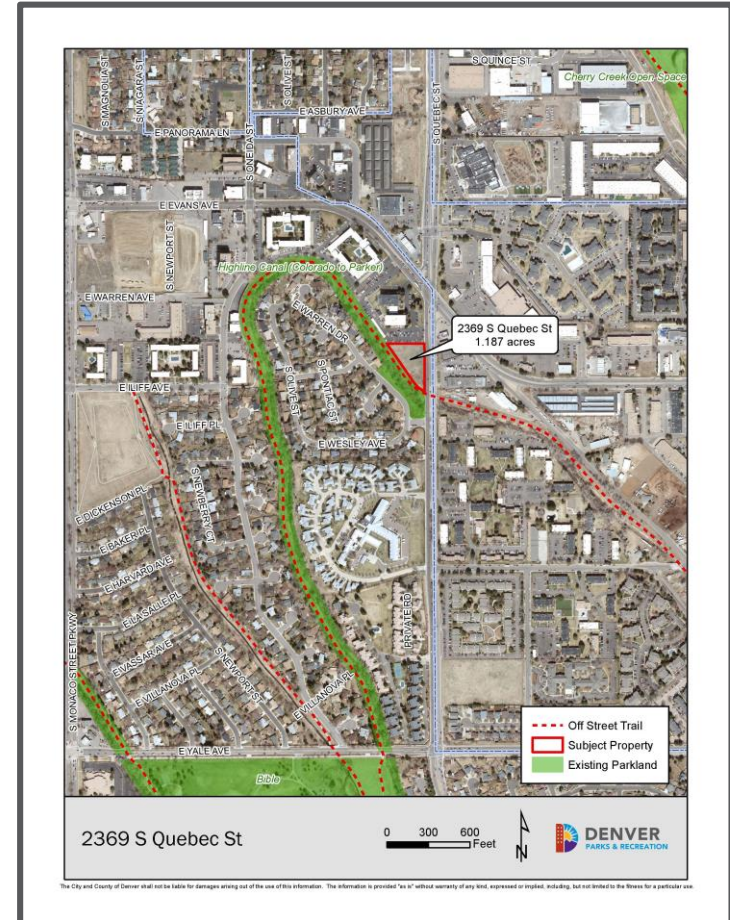 S QUINCE ST
Cherry Creek Open Space
S MAGNOLIA ST
S NIAGARA ST
S OLIVE ST
S ONEIDA ST
S QUEBEC ST
E ASBURY AVE
E PANORAMA LN
E EVANS AVE
S NEWPORT ST
Highline Canal (Colorado to Parker)
E WARREN AVE
E WARREN DR
2369 S Quebec St
1.187 acres
S PONTIAC ST
S OLIVE ST
E ILIFF AVE
E ILIFF PL
E WESLEY AVE
S NEWBERRY CT
E DICKENSON PL
E BAKER PL
E HARVARD AVE
E LA SALLE PL
PRIVATE RD
S MONACO STREET PKWY
E VASSAR AVE
S NEWPORT ST
E VILLANOVA PL
E VILLANOVA PL
E YALE AVE
Bible
Off Street Trail
Subject Property
Existing Parkland
2369 S Quebec St
0 300 600
Feet
N
DENVER
PARKS & RECREATION
The City and County of Denver shall not be liable for damages arising out of the use of this information. The information is provided "as is" without warranty of any kind, expressed or implied, including, but not limited to the fitness for a particular use.